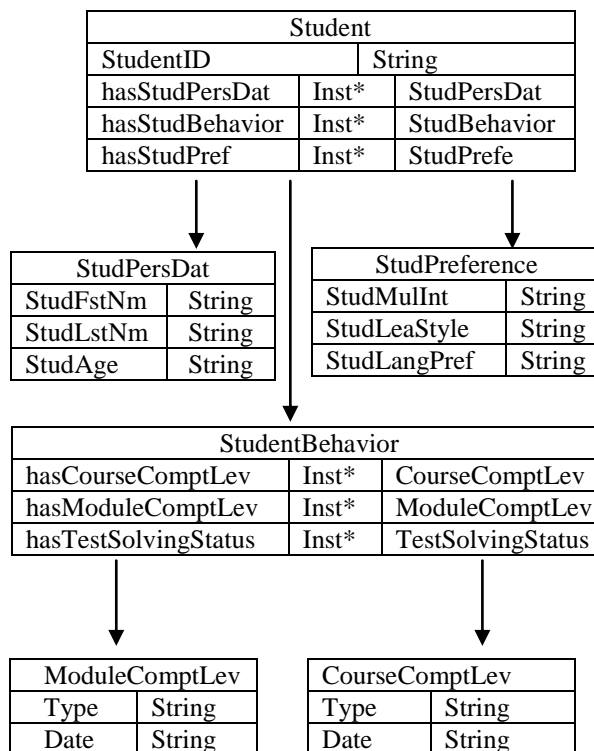 Student
StudentID String
hasStudPersDat Inst* StudPersDat
hasStudBehavior Inst* StudBehavior
hasStudPref Inst* StudPrefe
StudPersDat
StudFstNm String
StudLstNm String
StudAge String
StudPreference
StudMulInt String
StudLeaStyle String
StudLangPref String
StudentBehavior
hasCourseComptLev Inst* CourseComptLev
hasModuleComptLev Inst* ModuleComptLev
hasTestSolvingStatus Inst* TestSolvingStatus
ModuleComptLev
Type String
Date String
CourseComptLev
Type String
Date String